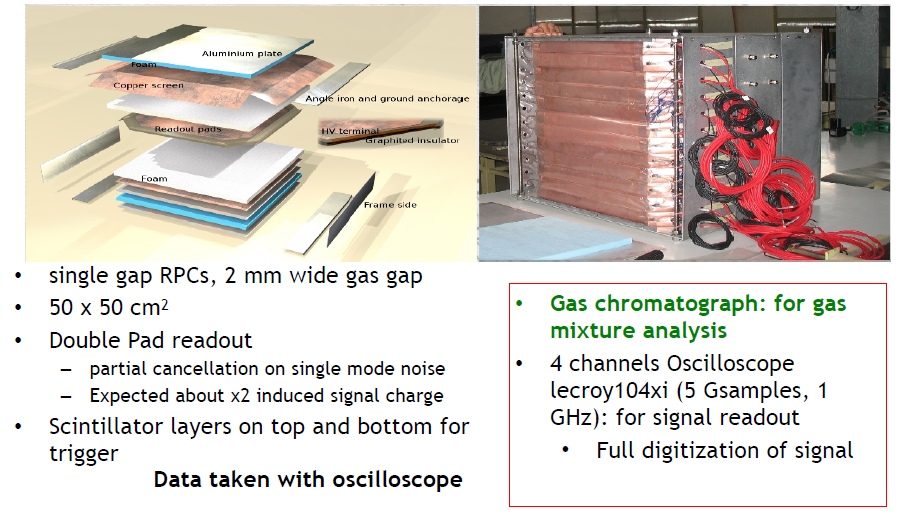 Aluminium plate
Foam
Copper screen
Angle iron and ground anchorage
Readout pads
HV terminal
Graphited insulator
Foam
Frame side
• single gap RPCs, 2 mm wide gas gap
• 50 x 50 cm²
• Double Pad readout
– partial cancellation on single mode noise
– Expected about x2 induced signal charge
• Scintillator layers on top and bottom for
trigger
Data taken with oscilloscope
• Gas chromatograph: for gas
mixture analysis
• 4 channels Oscilloscope
lecroy104xi (5 Gsamples, 1
GHz): for signal readout
• Full digitization of signal